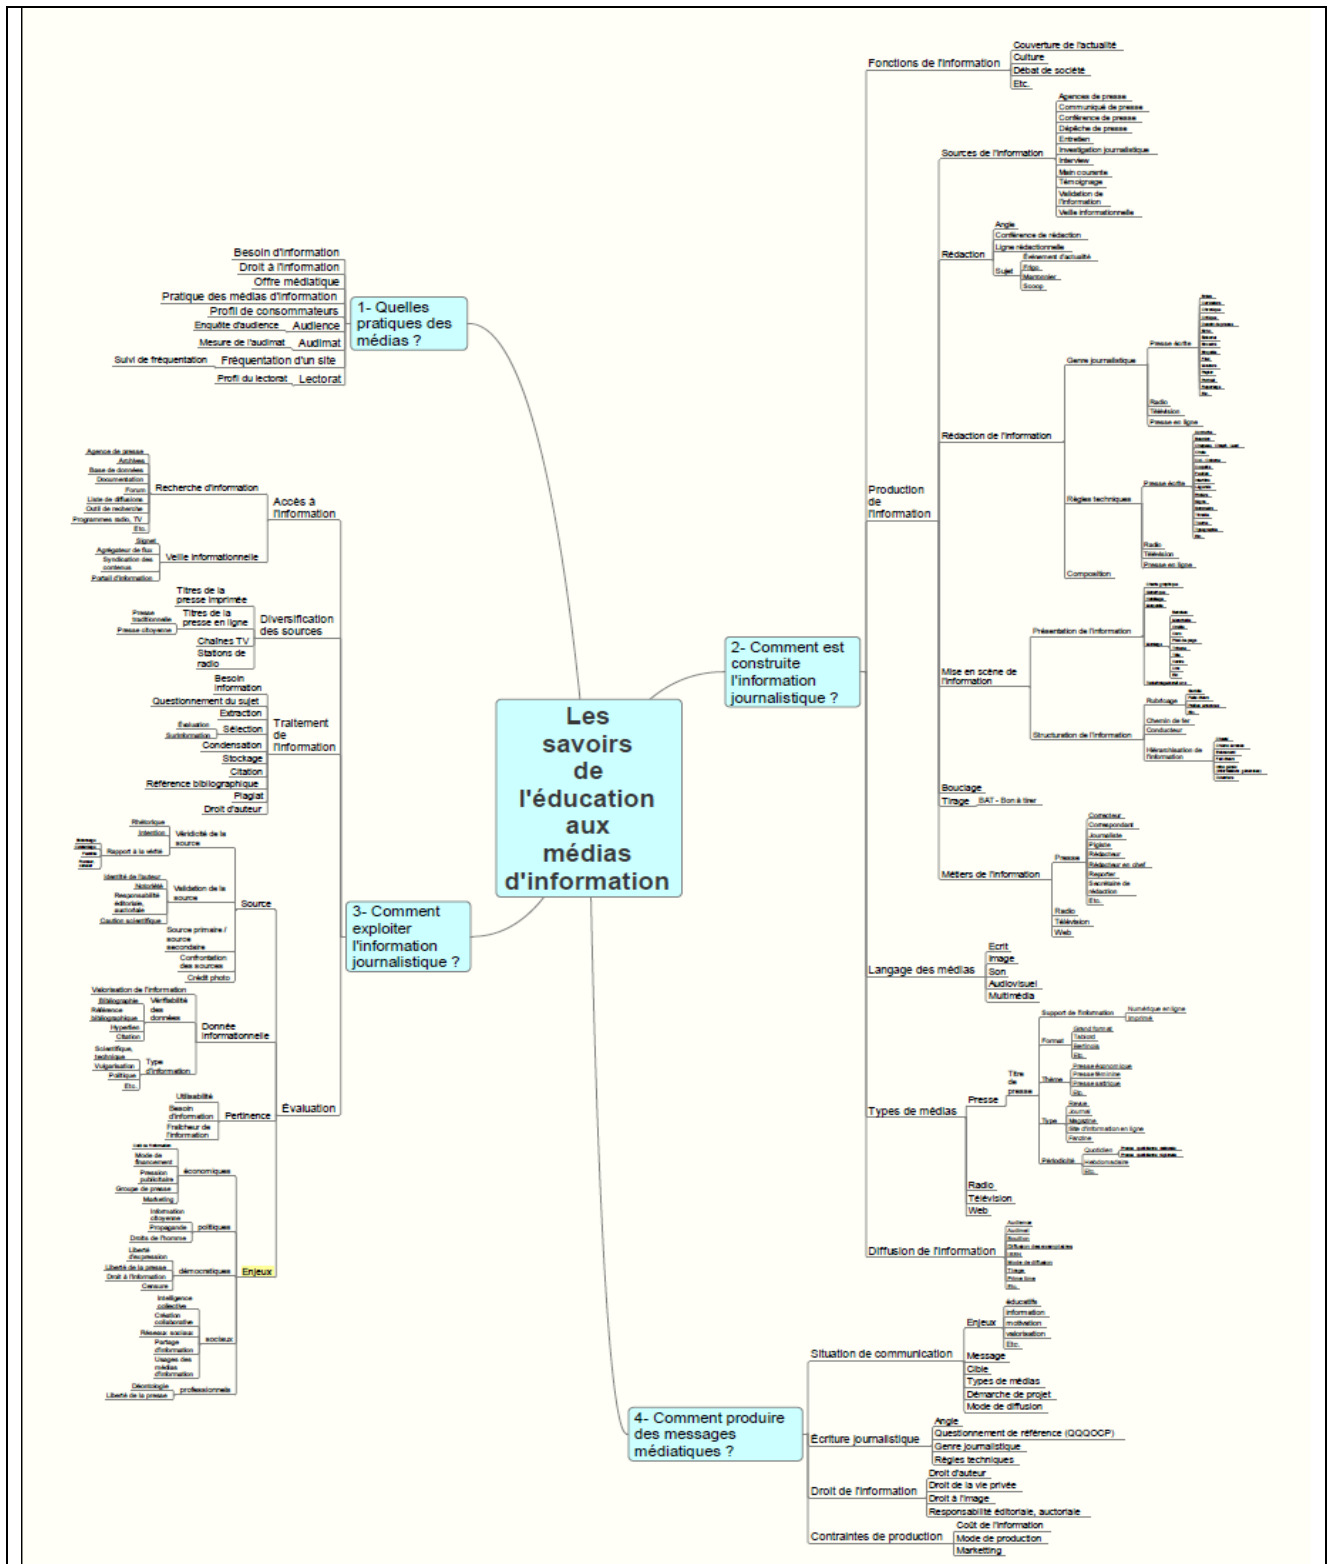 Les
savoirs
de
l'éducation
aux
médias
d'information
1- Quelles
pratiques des
médias ?
Besoin d'information
Droit à l'information
Offre médiatique
Pratique des médias d'information
Profil de consommateurs
Audience
Enquête d'audience
Audimat
Mesure de l'audimat
Fréquentation d'un site
Suivi de fréquentation
Lectorat
Profil du lectorat
2- Comment est
construite
l'information
journalistique ?
Fonctions de l'information
Couverture de l'actualité
Culture
Débat de société
Etc.
Production
de
l'information
Sources de l'information
Agences de presse
Communiqué de presse
Conférence de presse
Dépêche de presse
Entretien
Investigation journalistique
Interview
Main courante
Témoignage
Validation de
l'information
Veille informationnelle
Rédaction
Angle
Conférence de rédaction
Ligne rédactionnelle
Sujet
Évènement d'actualité
Frigo
Marronnier
Scoop
Rédaction de l'information
Genre journalistique
Presse écrite
Radio
Télévision
Presse en ligne
Règles techniques
Presse écrite
Radio
Télévision
Presse en ligne
Composition
Mise en scène de
l'information
Présentation de l'information
Structuration de l'information
Rubricage
Chemin de fer
Conducteur
Hiérarchisation de
l'information
Bouclage
Tirage
BAT - Bon à tirer
Métiers de l'information
Presse
Correcteur
Correspondant
Journaliste
Pigiste
Rédacteur
Rédacteur en chef
Reporter
Secrétaire de
rédaction
Etc.
Radio
Télévision
Web
Langage des médias
Ecrit
Image
Son
Audiovisuel
Multimédia
Types de médias
Presse
Titre
de
presse
Support de l'information
Numérique en ligne
Imprimé
Format
Grand format
Tabloïd
Berlinois
Etc.
Thème
Presse économique
Presse féminine
Presse satirique
Etc.
Type
Revue
Journal
Magazine
Site d'information en ligne
Fanzine
Périodicité
Quotidien
Hebdomadaire
Etc.
Radio
Télévision
Web
Diffusion de l'information
Audience
Audimat
Bouillon
Diffusion des exemplaires
Mode de diffusion
Tirage
Prime time
Etc.
3- Comment
exploiter
l'information
journalistique ?
Accès à
l'information
Recherche d'information
Agence de presse
Archives
Base de données
Documentation
Forum
Liste de diffusions
Outil de recherche
Programmes radio, TV
Etc.
Veille informationnelle
Signet
Agrégateur de flux
Syndication des
contenus
Portail d'information
Diversification
des sources
Titres de la
presse imprimée
Titres de la
presse en ligne
Presse
traditionnelle
Presse citoyenne
Chaînes TV
Stations de
radio
Traitement
de
l'information
Besoin
information
Questionnement du sujet
Extraction
Sélection
Évaluation
Surinformation
Condensation
Stockage
Citation
Référence bibliographique
Plagiat
Droit d'auteur
Évaluation
Source
Véridicité de la
source
Rhétorique
Intention
Rapport à la vérité
Validation de la
source
Identité de l'auteur
Notoriété
Responsabilité
éditoriale,
auctoriale
Caution scientifique
Source primaire /
source
secondaire
Confrontation
des sources
Crédit photo
Donnée
informationnelle
Valorisation de l'information
Vérifiabilité
des
données
Bibliographie
Référence
bibliographique
Hyperlien
Citation
Type
d'information
Scientifique,
technique
Vulgarisation
Politique
Etc.
Pertinence
Utilisabilité
Besoin
d'information
Fraîcheur de
l'information
Enjeux
économiques
Coût de l'information
Mode de
financement
Pression
publicitaire
Groupe de presse
Marketing
politiques
Information
citoyenne
Propagande
Droits de l'homme
démocratiques
Liberté
d'expression
Liberté de la presse
Droit à l'information
Censure
sociaux
Intelligence
collective
Création
collaborative
Réseaux sociaux
Partage
d'information
Usages des
médias
d'information
professionnels
Déontologie
Liberté de la presse
4- Comment produire
des messages
médiatiques ?
Situation de communication
Enjeux
éducatifs
information
motivation
valorisation
Etc.
Message
Cible
Types de médias
Démarche de projet
Mode de diffusion
Écriture journalistique
Angle
Questionnement de référence (QQQOCP)
Genre journalistique
Règles techniques
Droit de l'information
Droit d'auteur
Droit de la vie privée
Droit à l'image
Responsabilité éditoriale, auctoriale
Contraintes de production
Coût de l'information
Mode de production
Marketting